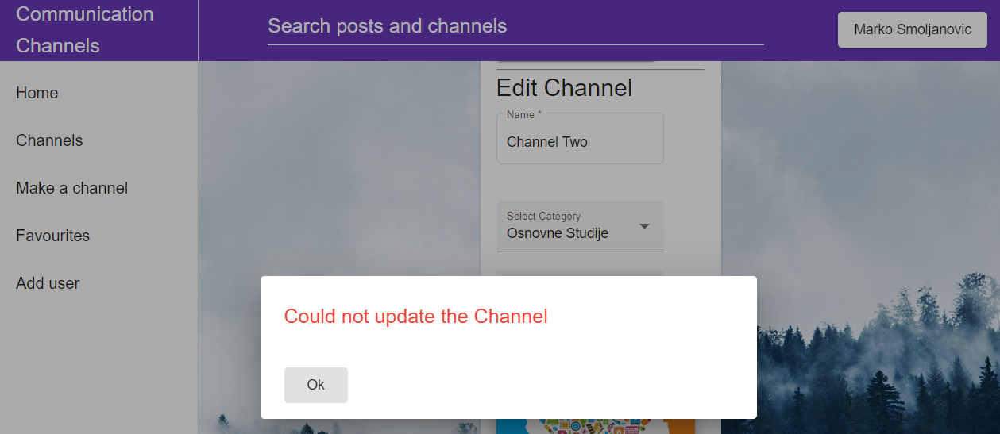 Communication
Channels
Search posts and channels
Marko Smoljanovic
Home
Channels
Make a channel
Favourites
Add user
Edit Channel
Name *
Channel Two
Select Category
Osnovne Studije
Could not update the Channel
Ok